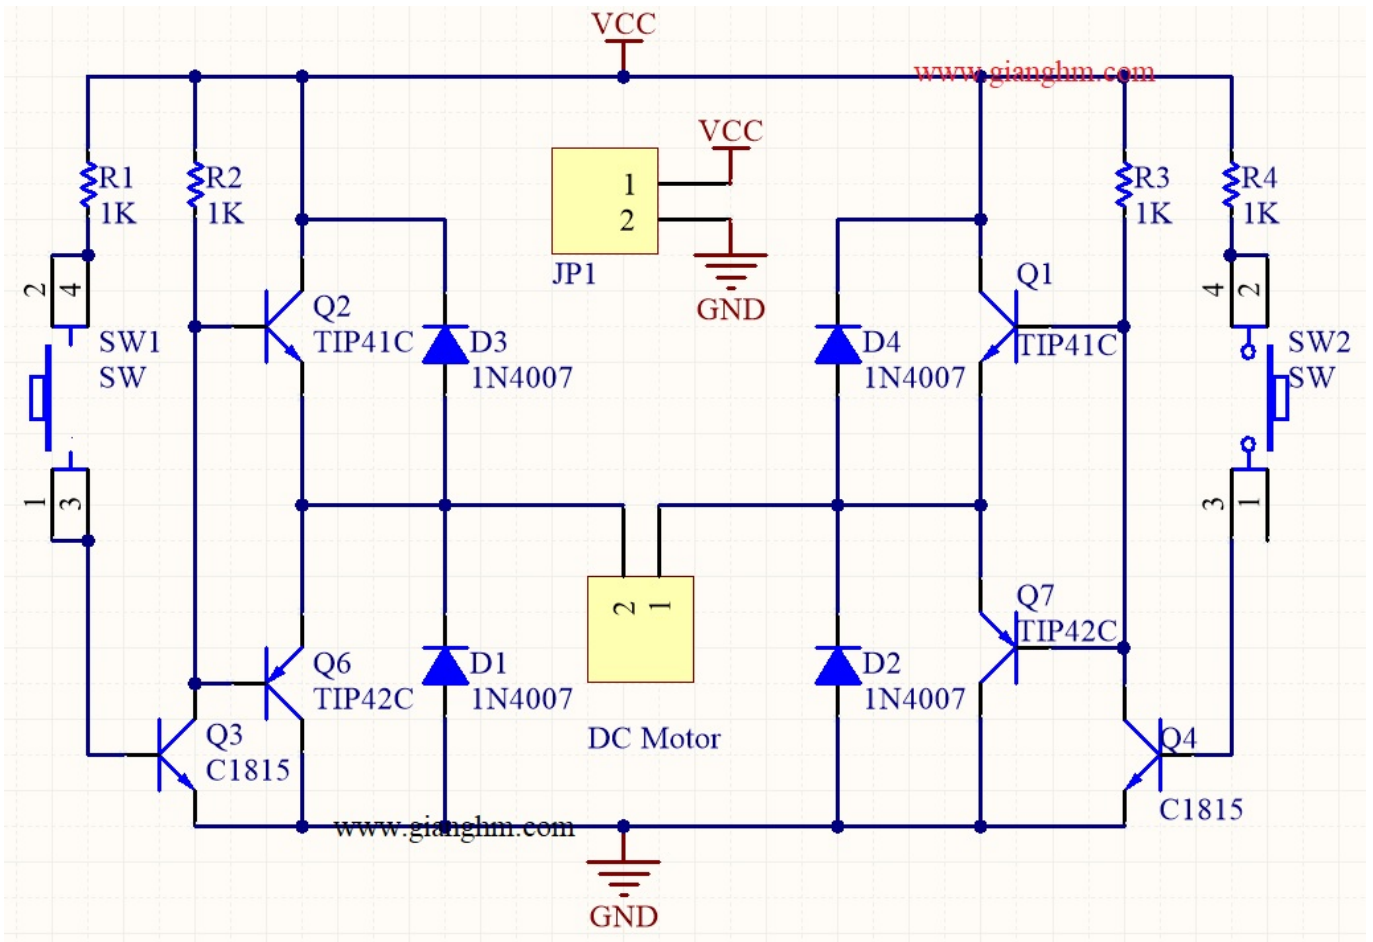 VCC
www.gianghm.com
VCC
R1
1K
R2
1K
1
2
R3
1K
R4
1K
JP1
GND
2
4
Q2
TIP41C
Q1
TIP41C
4
2
SW1
SW
D3
1N4007
D4
1N4007
SW2
SW
1
3
3
1
2
1
Q7
TIP42C
Q6
TIP42C
D1
1N4007
D2
1N4007
Q3
C1815
DC Motor
Q4
C1815
www.gianghm.com
GND